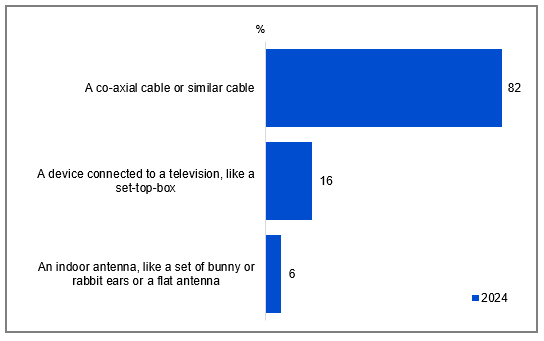 %
A co-axial cable or similar cable
82
A device connected to a television, like a
set-top-box
16
An indoor antenna, like a set of bunny or
rabbit ears or a flat antenna
6
2024